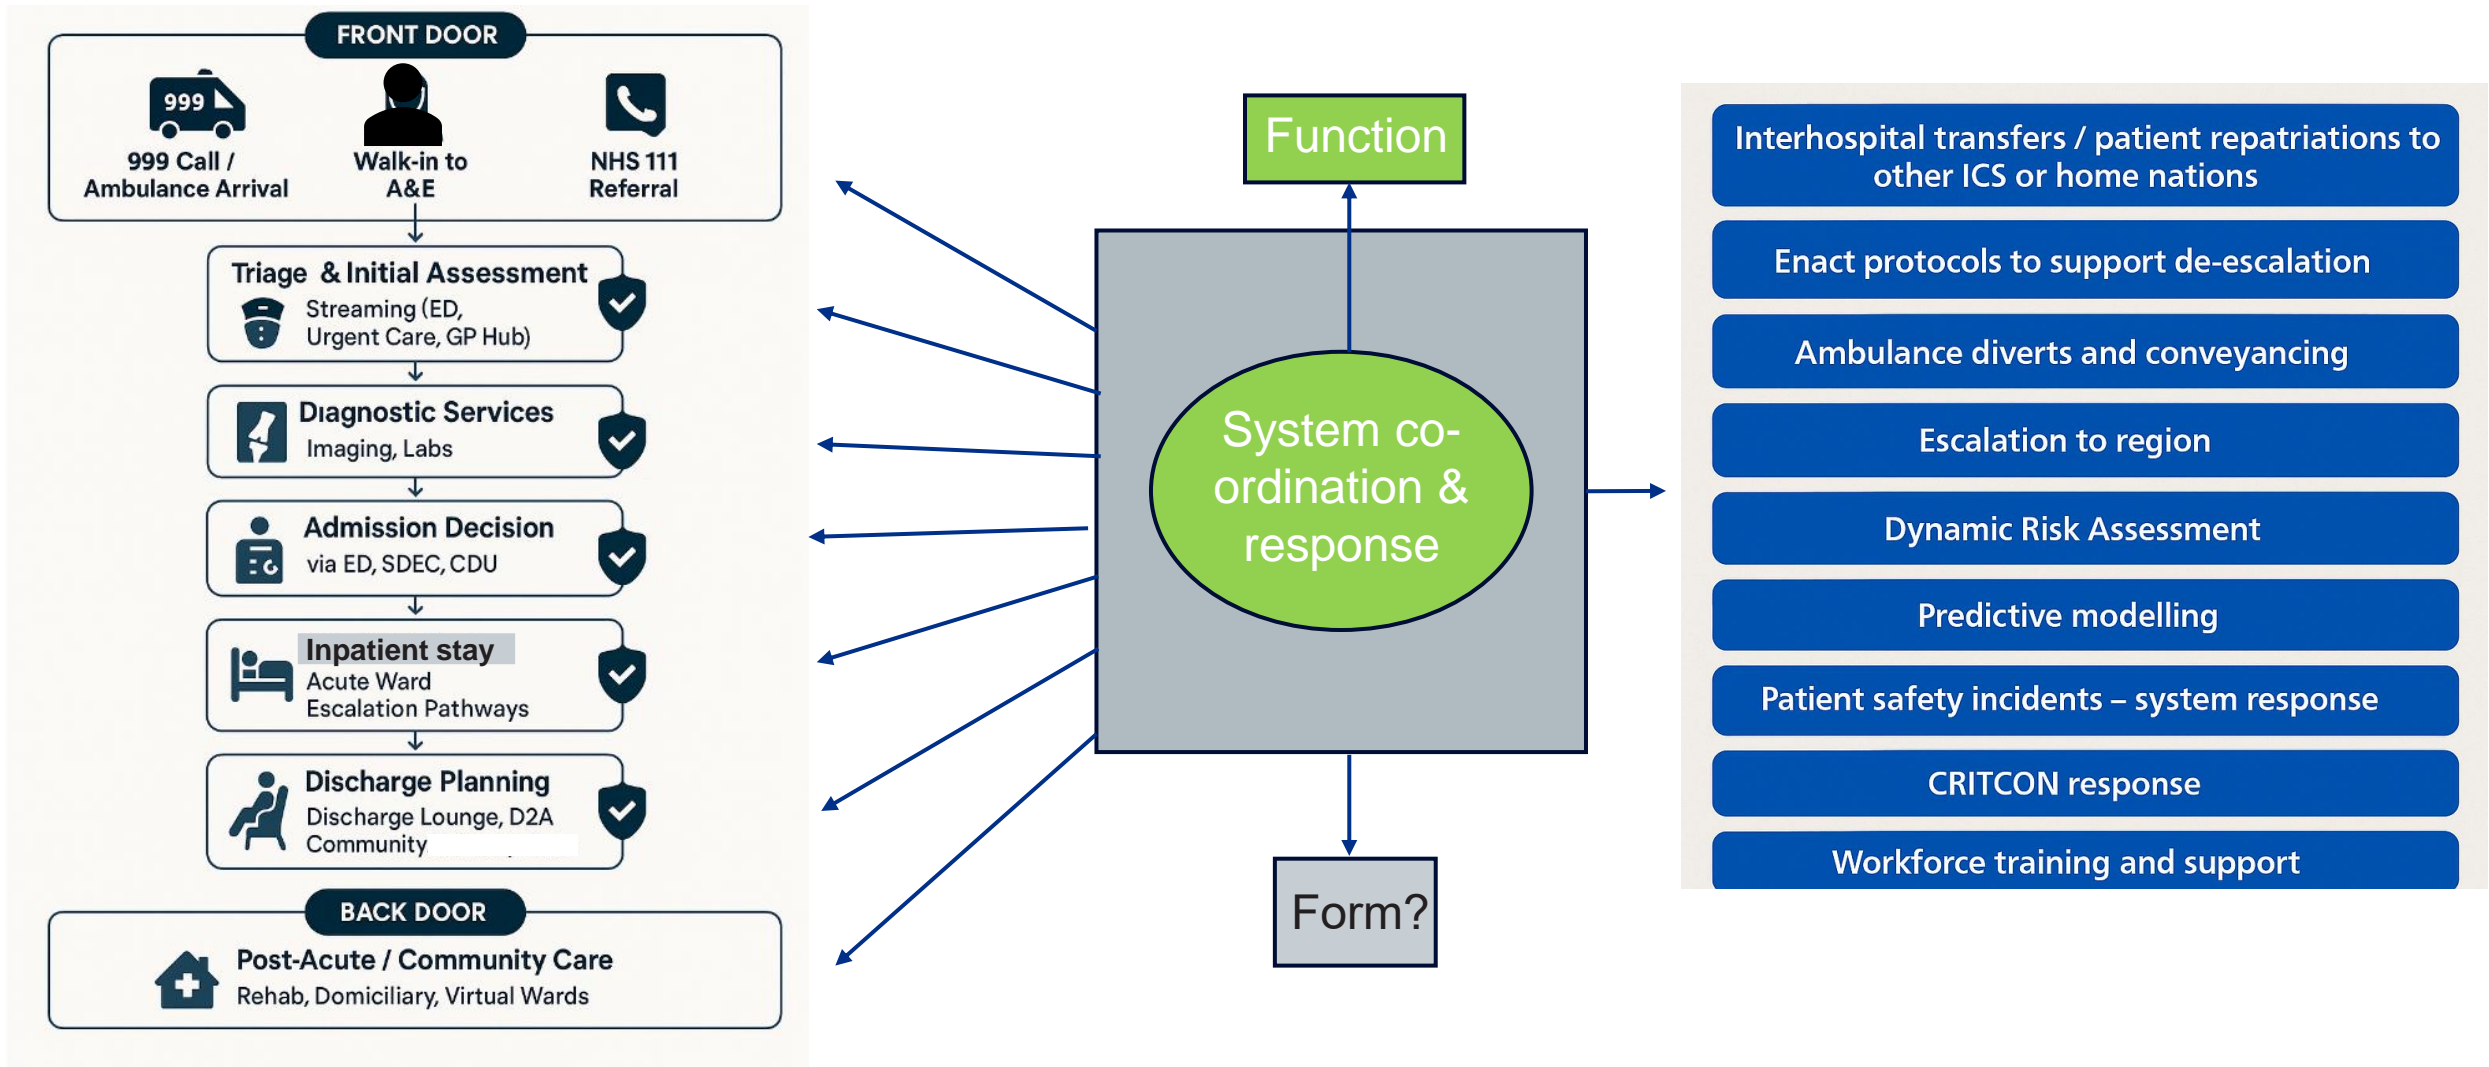 FRONT DOOR
999
999 Call /
Ambulance Arrival
Walk-in to
A&E
NHS 111
Referral
Triage & Initial Assessment
Streaming (ED,
Urgent Care, GP Hub)
Diagnostic Services
Imaging, Labs
Admission Decision
via ED, SDEC, CDU
Inpatient stay
Acute Ward
Escalation Pathways
Discharge Planning
Discharge Lounge, D2A
Community
BACK DOOR
Post-Acute / Community Care
Rehab, Domiciliary, Virtual Wards
Function
System co-
ordination &
response
Form?
Interhospital transfers / patient repatriations to
other ICS or home nations
Enact protocols to support de-escalation
Ambulance diverts and conveyancing
Escalation to region
Dynamic Risk Assessment
Predictive modelling
Patient safety incidents – system response
CRITCON response
Workforce training and support